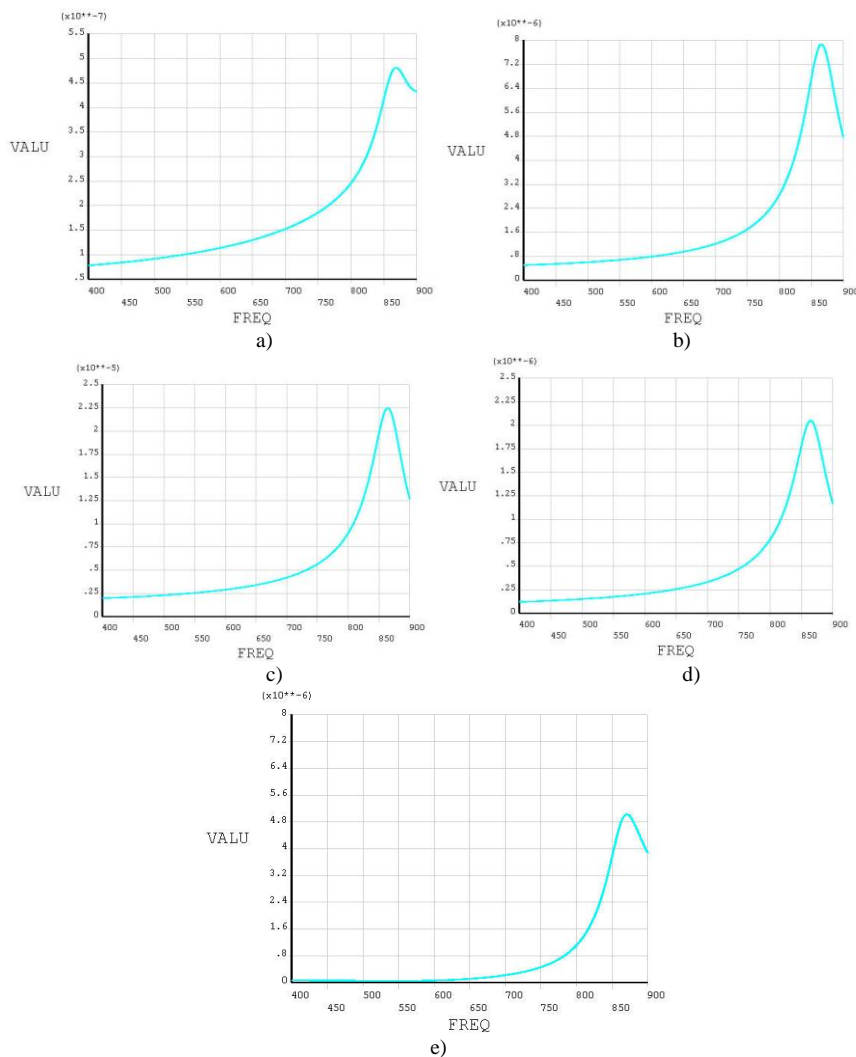 (x10**-7)
5.5
5
4.5
4
3.5
3
2.5
2
1.5
1
.5
VALU
400 500 600 700 800 900
450 550 650 750 850
FREQ
a)
(x10**-6)
8
7.2
6.4
5.6
4.8
4
3.2
2.4
1.6
.8
0
VALU
400 500 600 700 800 900
450 550 650 750 850
FREQ
b)
(x10**-5)
2.5
2.25
2
1.75
1.5
1.25
1
.75
.5
.25
0
VALU
400 500 600 700 800 900
450 550 650 750 850
FREQ
c)
(x10**-6)
2.5
2.25
2
1.75
1.5
1.25
1
.75
.5
.25
0
VALU
400 500 600 700 800 900
450 550 650 750 850
FREQ
d)
(x10**-6)
8
7.2
6.4
5.6
4.8
4
3.2
2.4
1.6
.8
0
VALU
400 500 600 700 800 900
450 550 650 750 850
FREQ
e)